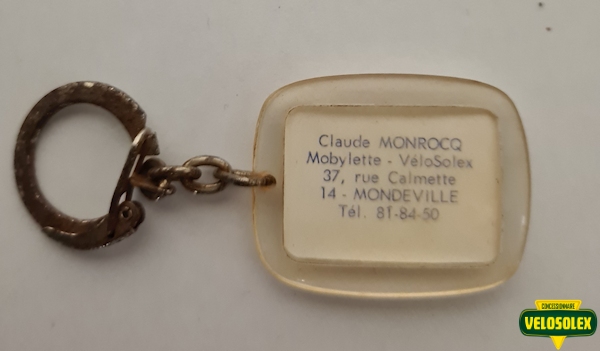 Claude MONROCQ
Mobylette - VéloSolex
37, rue Calmette
14 - MONDEVILLE
Tél. 81-84-50
CONCESSIONNAIRE
VELOSOLEX